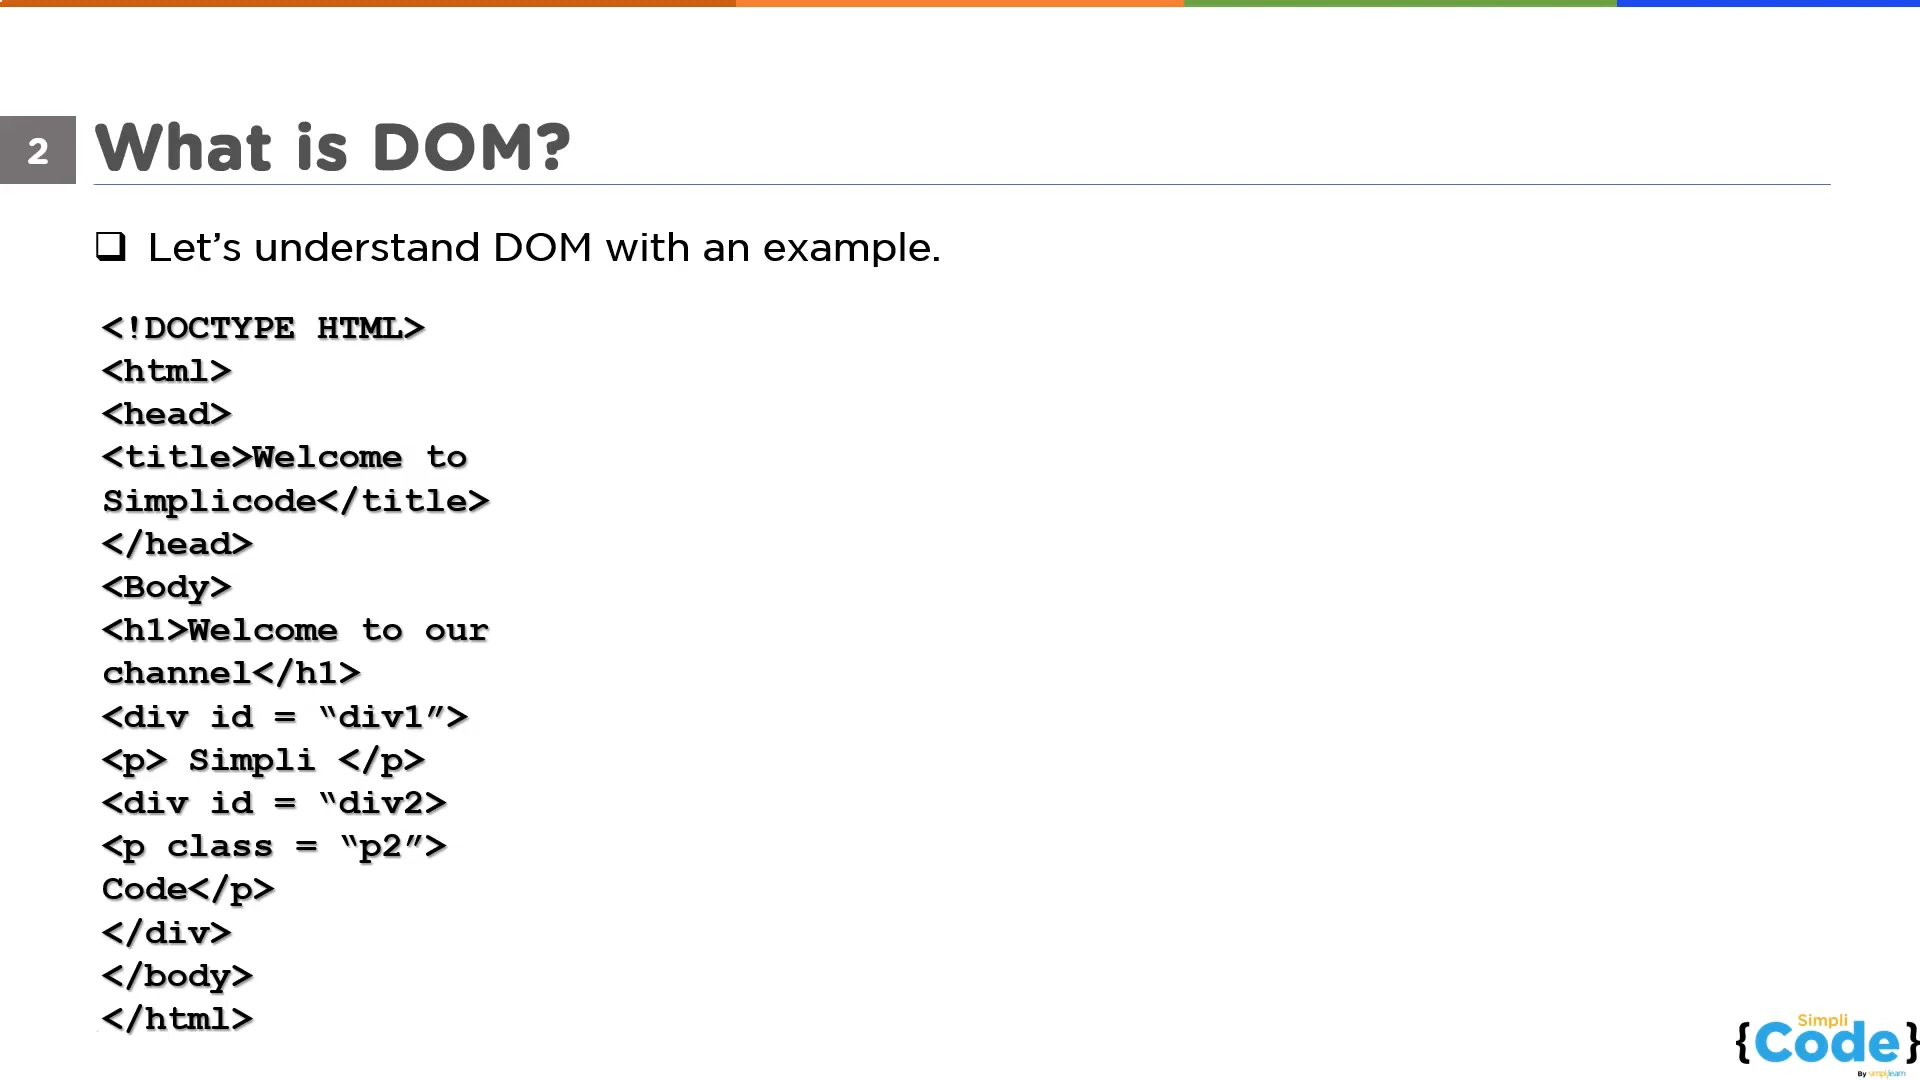 2
What is DOM?
❑ Let’s understand DOM with an example.
<!DOCTYPE HTML>
<html>
<head>
<title>Welcome to
Simplicode</title>
</head>
<Body>
<h1>Welcome to our
channel</h1>
<div id = “div1”>
<p> Simpli </p>
<div id = “div2>
<p class = “p2”>
Code</p>
</div>
</body>
</html>
Simpli
{Code}
By simplilearn